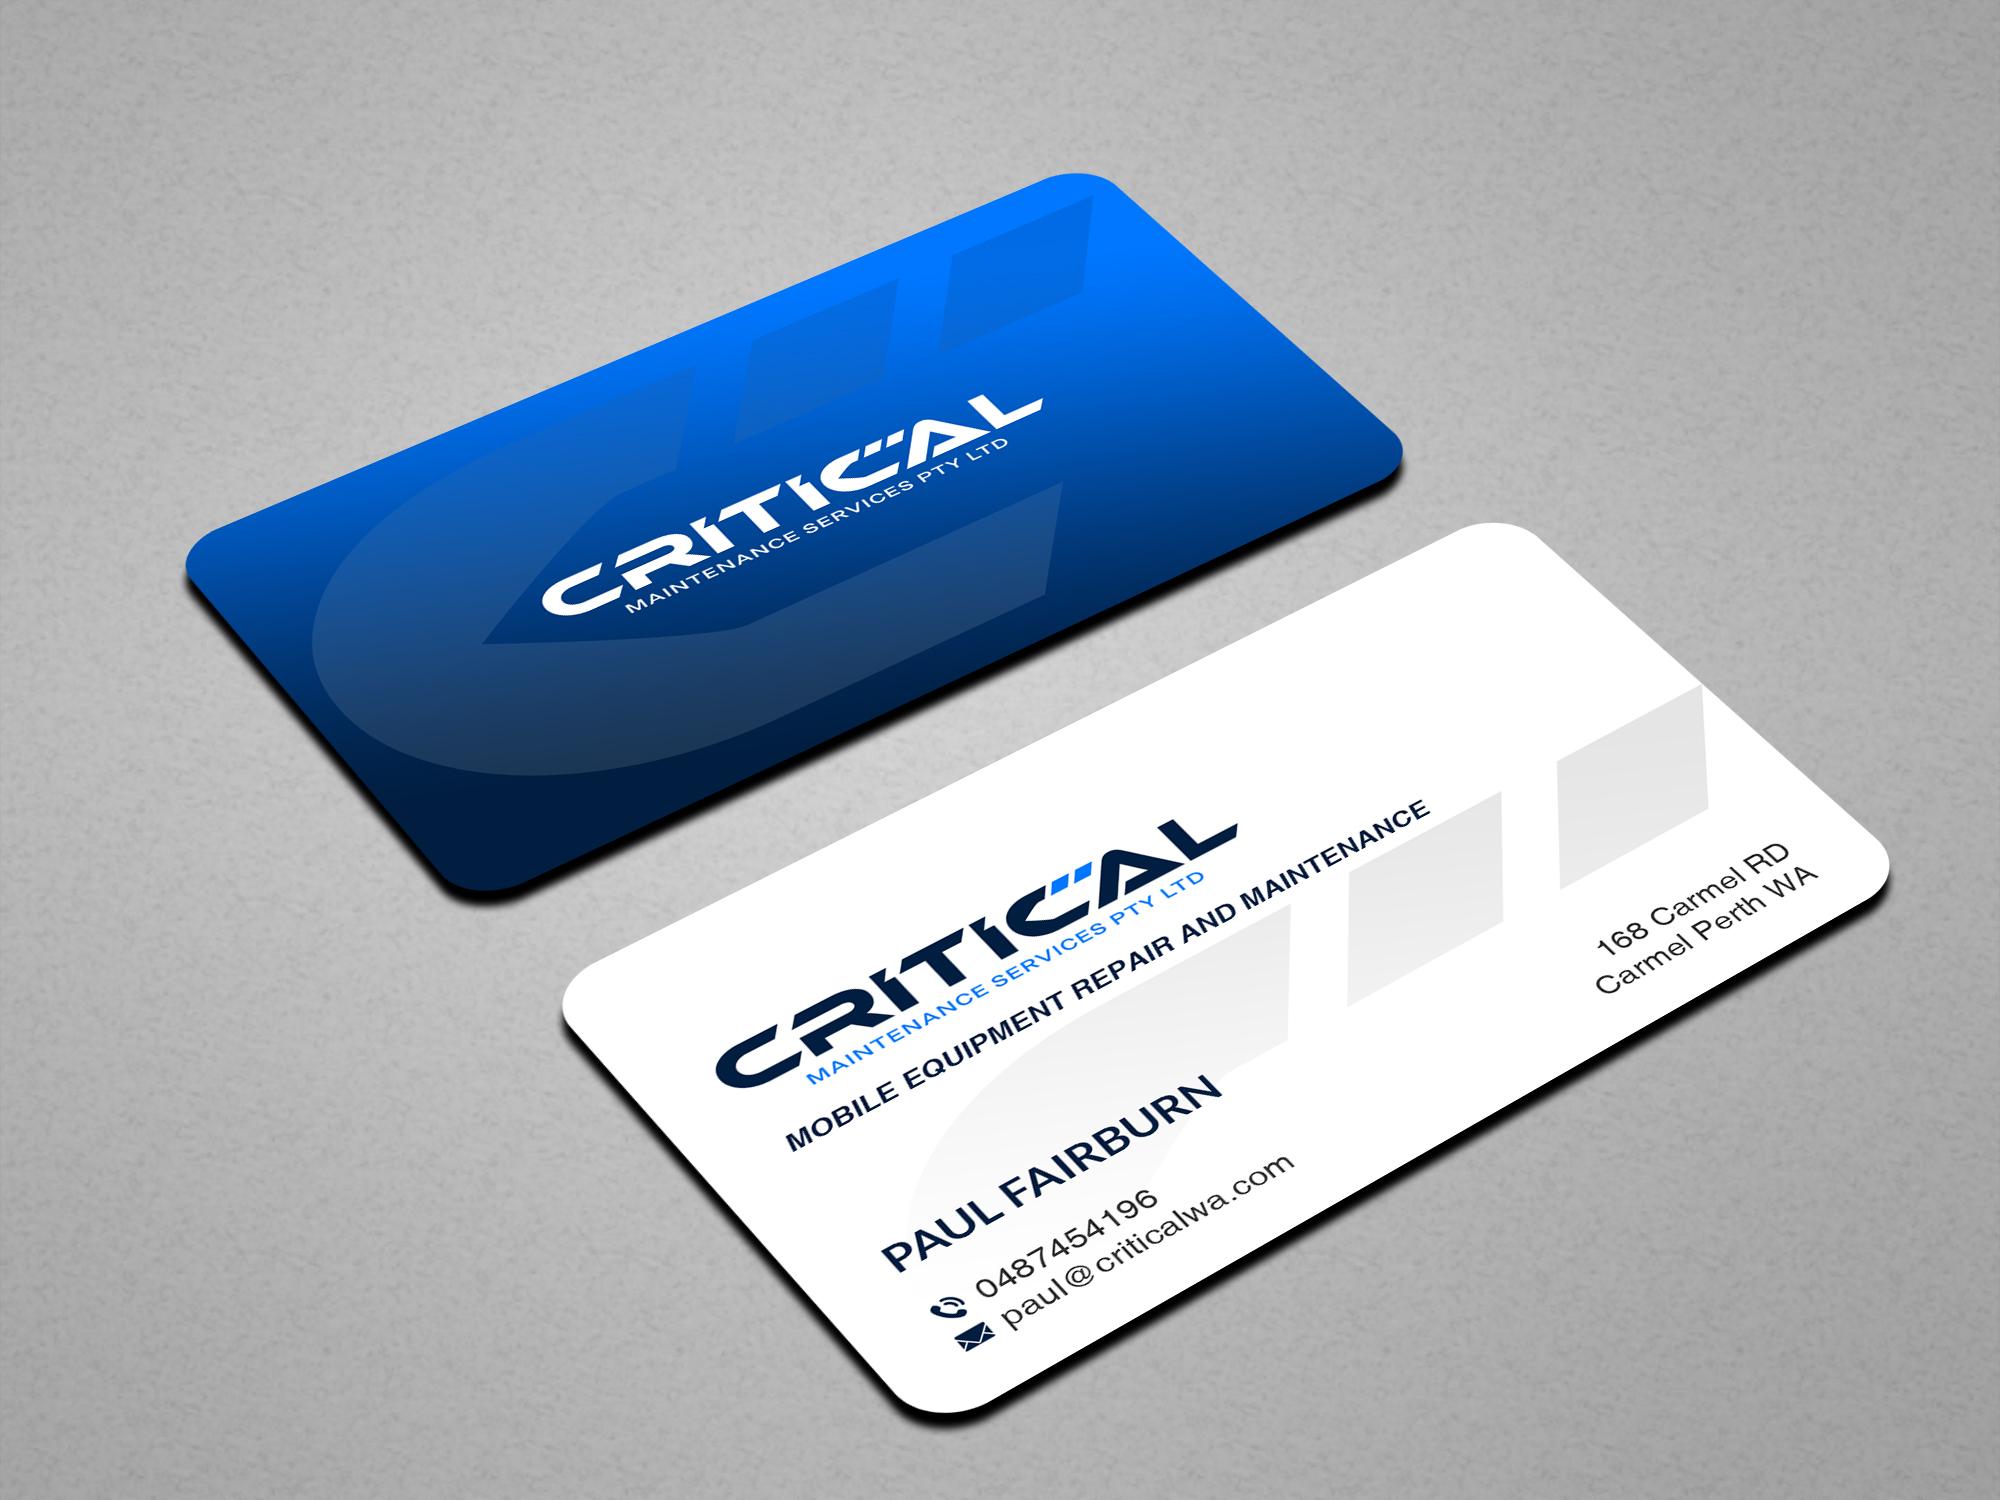 CRITICAL
MAINTENANCE SERVICES PTY LTD
CRITICAL
MAINTENANCE SERVICES PTY LTD
MOBILE EQUIPMENT REPAIR AND MAINTENANCE
PAUL FAIRBURN
0487454196
paul@criticalwa.com
168 Carmel RD
Carmel Perth WA